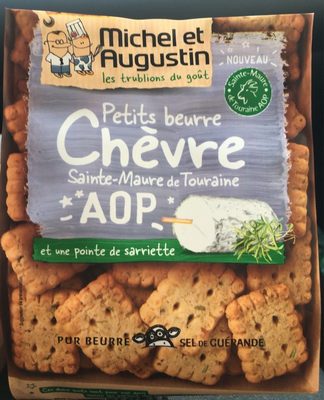 Michel et
Augustin
les trublions du goût
NOUVEAU
Sainte-Maure
de Touraine AOP
Petits beurre
Chèvre
Sainte-Maure de Touraine
AOP
et une pointe de sarriette
PUR BEURRE
SEL de GUÉRANDE